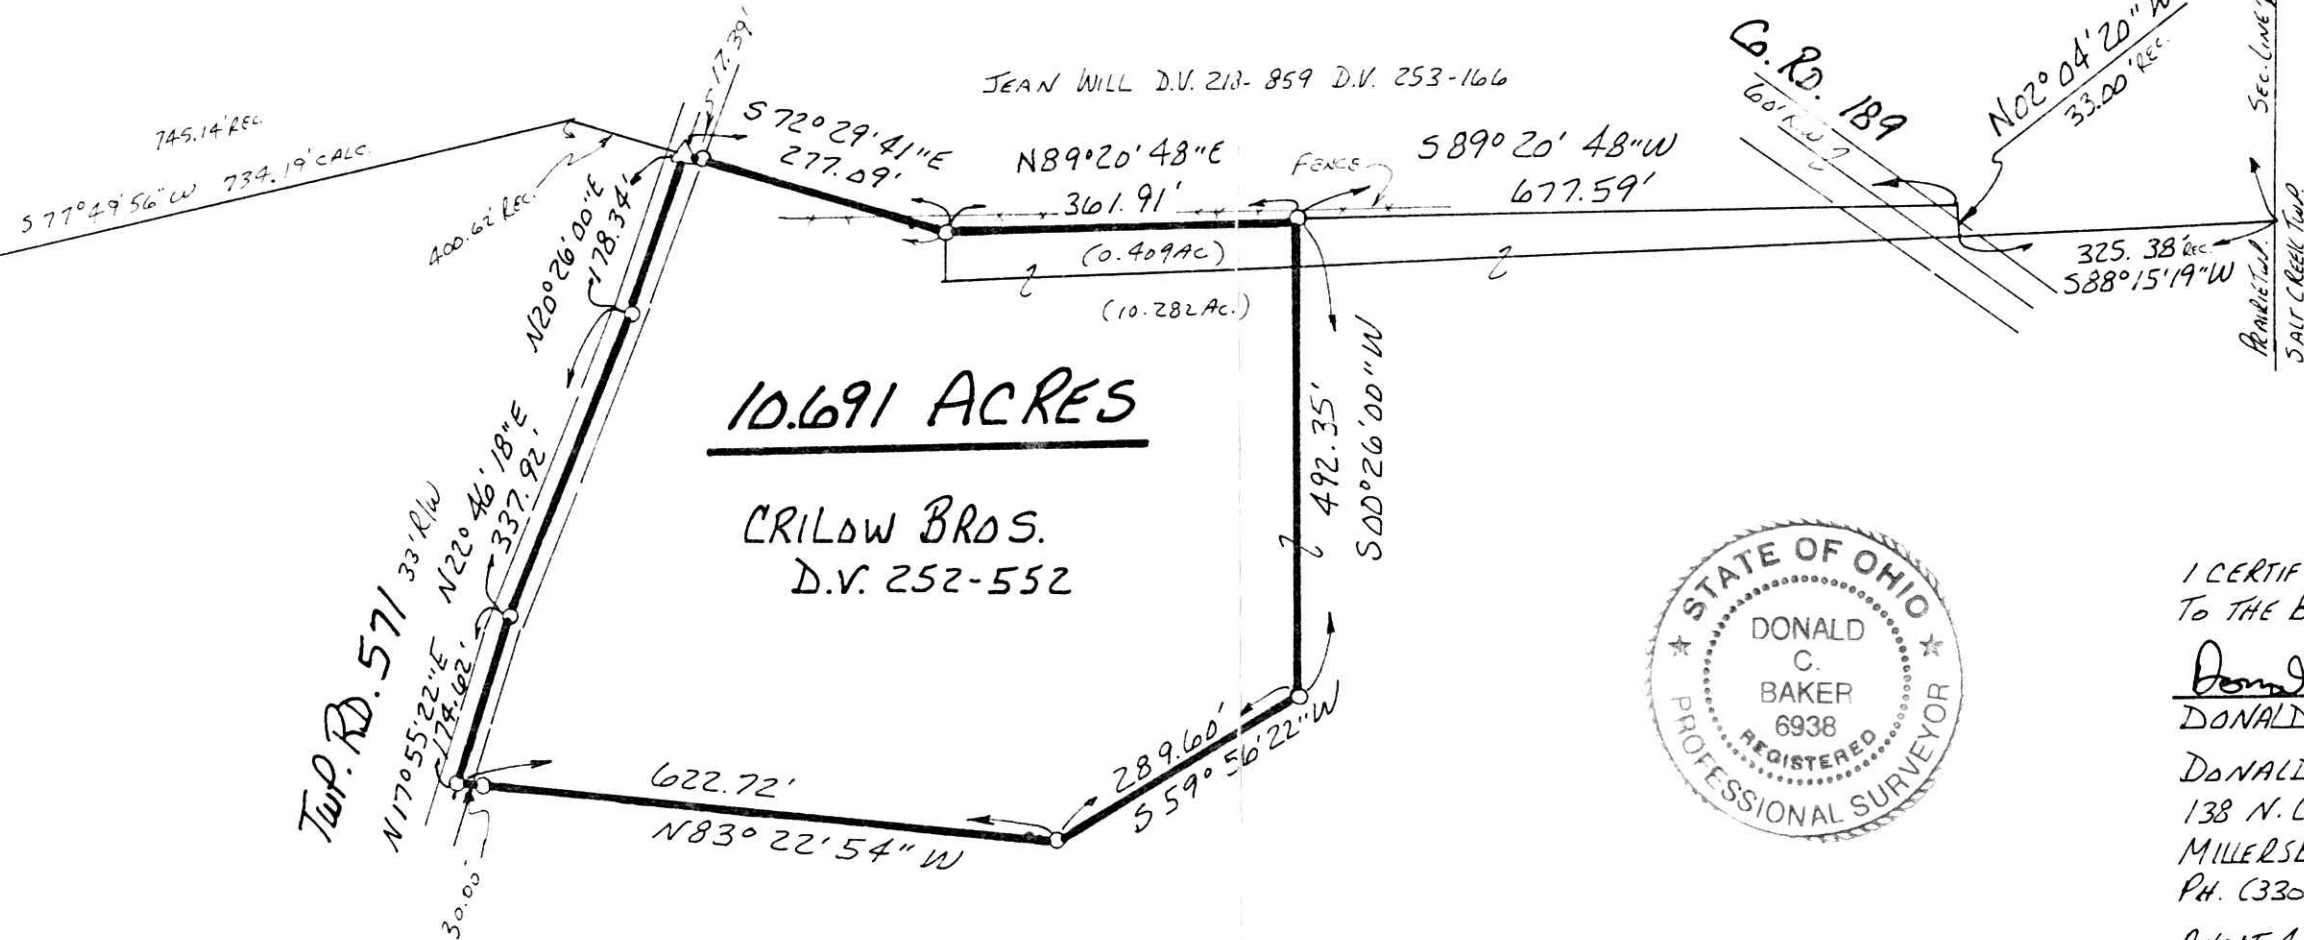 745.14' REC.
S 77° 49' 56" W 734.19' CALC.
400.62' REC.
17.39'
JEAN WILL D.V. 213-859 D.V. 253-166
S 72° 29' 41" E
277.09'
N89° 20' 48" E
361.91'
FENCE
S 89° 20' 48" W
677.59'
CO. RD. 189
60' R/W
N02° 04' 20" W
33.00' REC.
SEC. LINE
325.38' REC.
S88° 15' 19" W
PRAIRIE TWP.
SALT CREEK TWP.
(0.409AC)
(10.282 AC.)
N20° 26' 00" E
178.34'
10.691 ACRES
CRILOW BROS.
D.V. 252-552
492.35'
S00° 26' 00" W
N22° 46' 18" E
337.92'
TWP. RD. 571 33' R/W
N17° 55' 22" E
174.62'
622.72'
N83° 22' 54" W
289.60'
S 59° 56' 22" W
30.00'
STATE OF OHIO
DONALD
C.
BAKER
6938
REGISTERED
PROFESSIONAL SURVEYOR
I CERTIF
TO THE B
DONALD
DONALD
138 N. C
MILLERSB
PH. (330